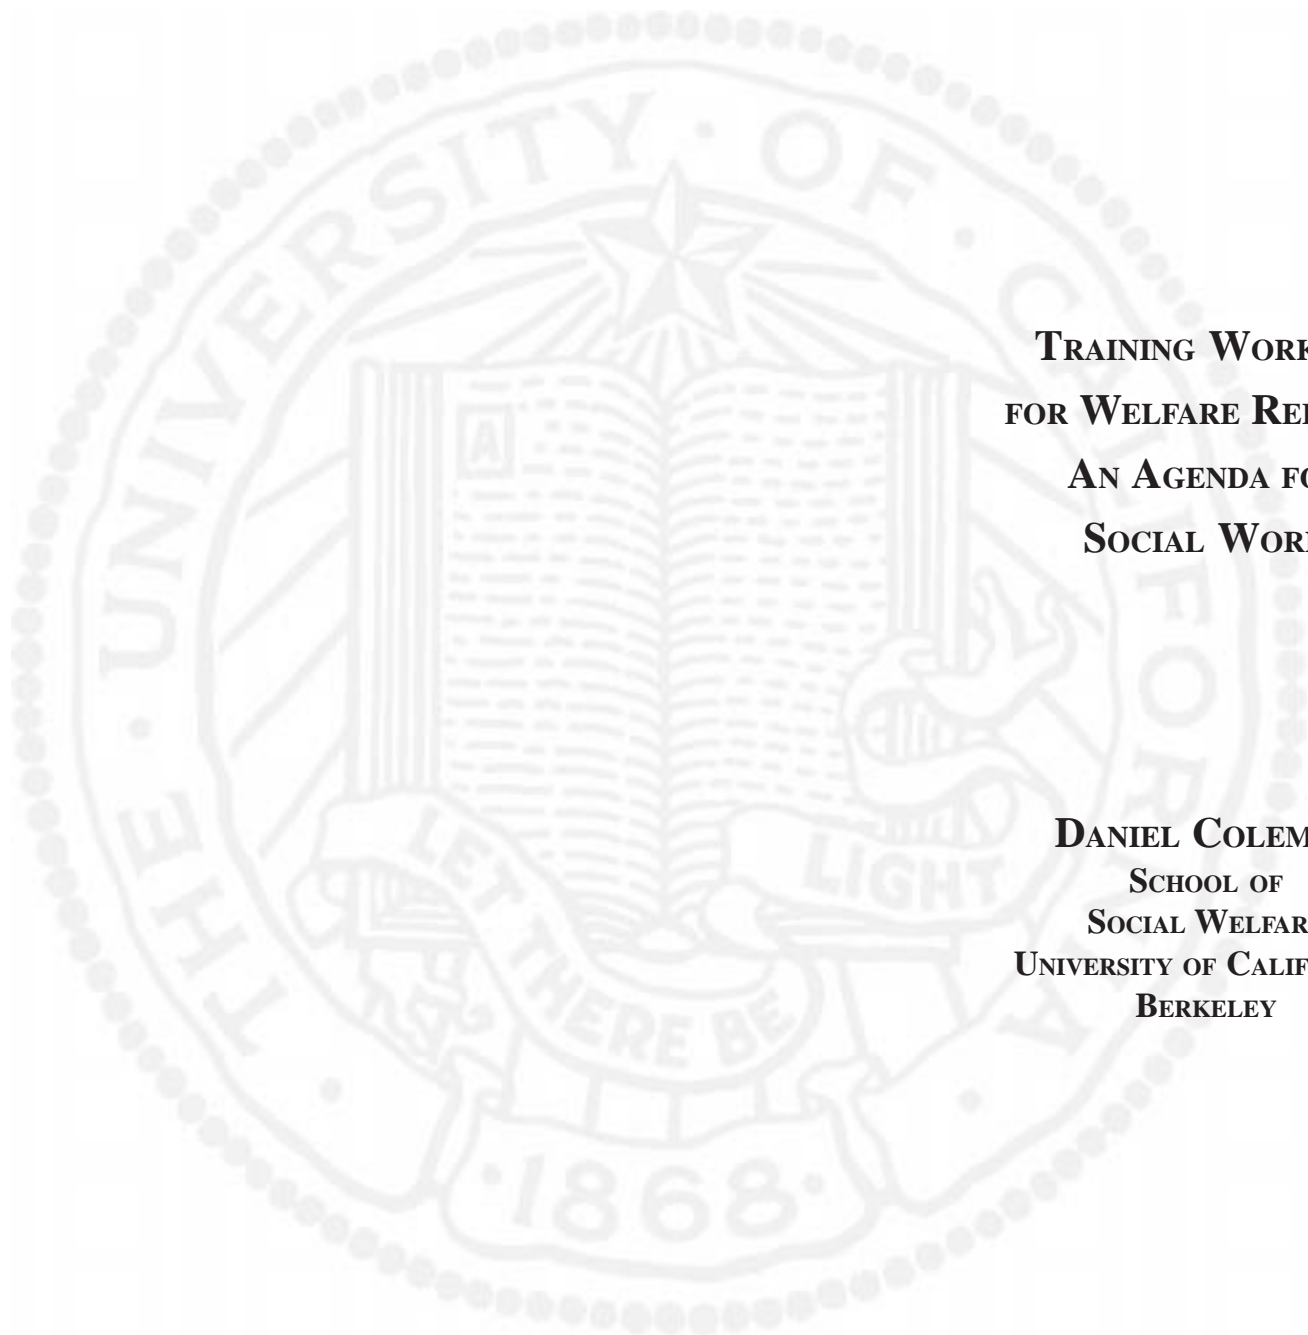 THE · UNIVERSITY · OF · CALIFORNIA ·
A
TRAINING WORK
FOR WELFARE RE
AN AGENDA FO
SOCIAL WOR
DANIEL COLEM
SCHOOL OF
SOCIAL WELFAR
UNIVERSITY OF CALIF
BERKELEY
LET THERE BE LIGHT
·1868·